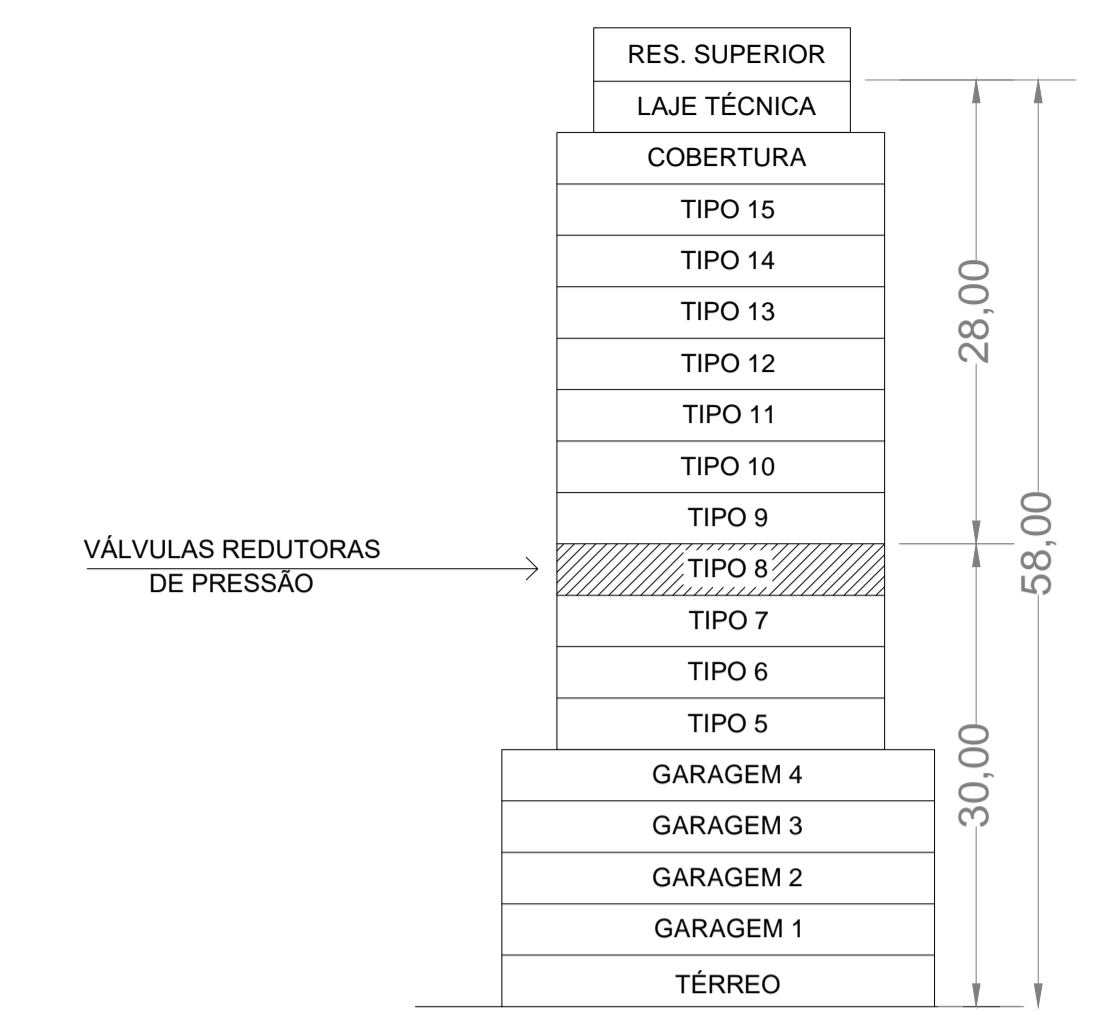 RES. SUPERIOR
LAJE TÉCNICA
COBERTURA
TIPO 15
TIPO 14
TIPO 13
TIPO 12
TIPO 11
TIPO 10
TIPO 9
TIPO 8
TIPO 7
TIPO 6
TIPO 5
GARAGEM 4
GARAGEM 3
GARAGEM 2
GARAGEM 1
TÉRREO
VÁLVULAS REDUTORAS
DE PRESSÃO
28,00
30,00
58,00